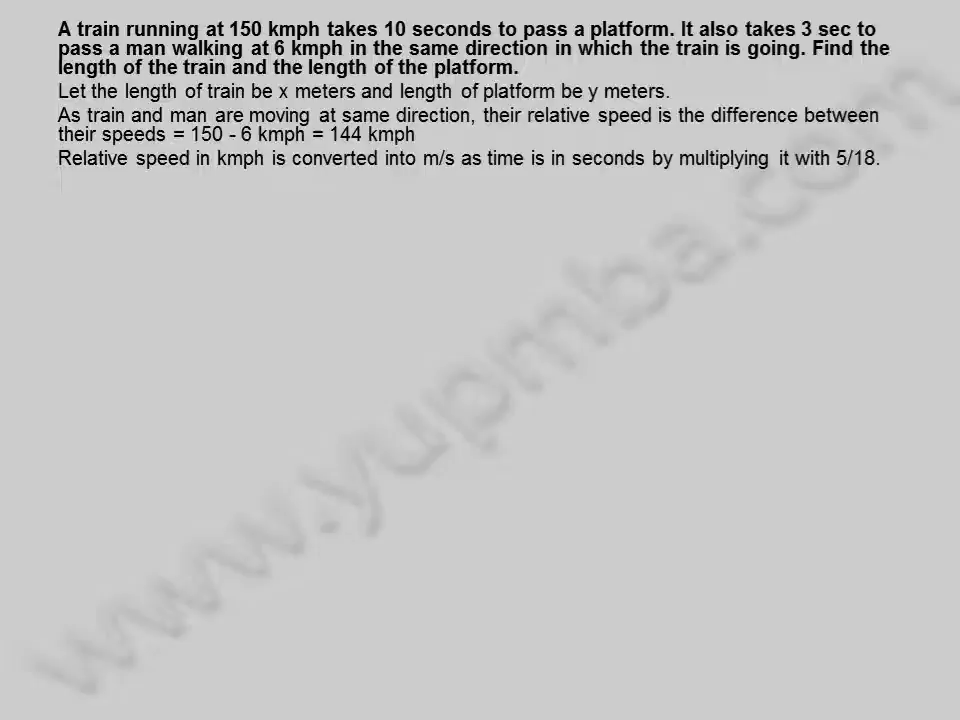 A train running at 150 kmph takes 10 seconds to pass a platform. It also takes 3 sec to
pass a man walking at 6 kmph in the same direction in which the train is going. Find the
length of the train and the length of the platform.
Let the length of train be x meters and length of platform be y meters.
As train and man are moving at same direction, their relative speed is the difference between
their speeds = 150 - 6 kmph = 144 kmph
Relative speed in kmph is converted into m/s as time is in seconds by multiplying it with 5/18.
www.yupmba.com